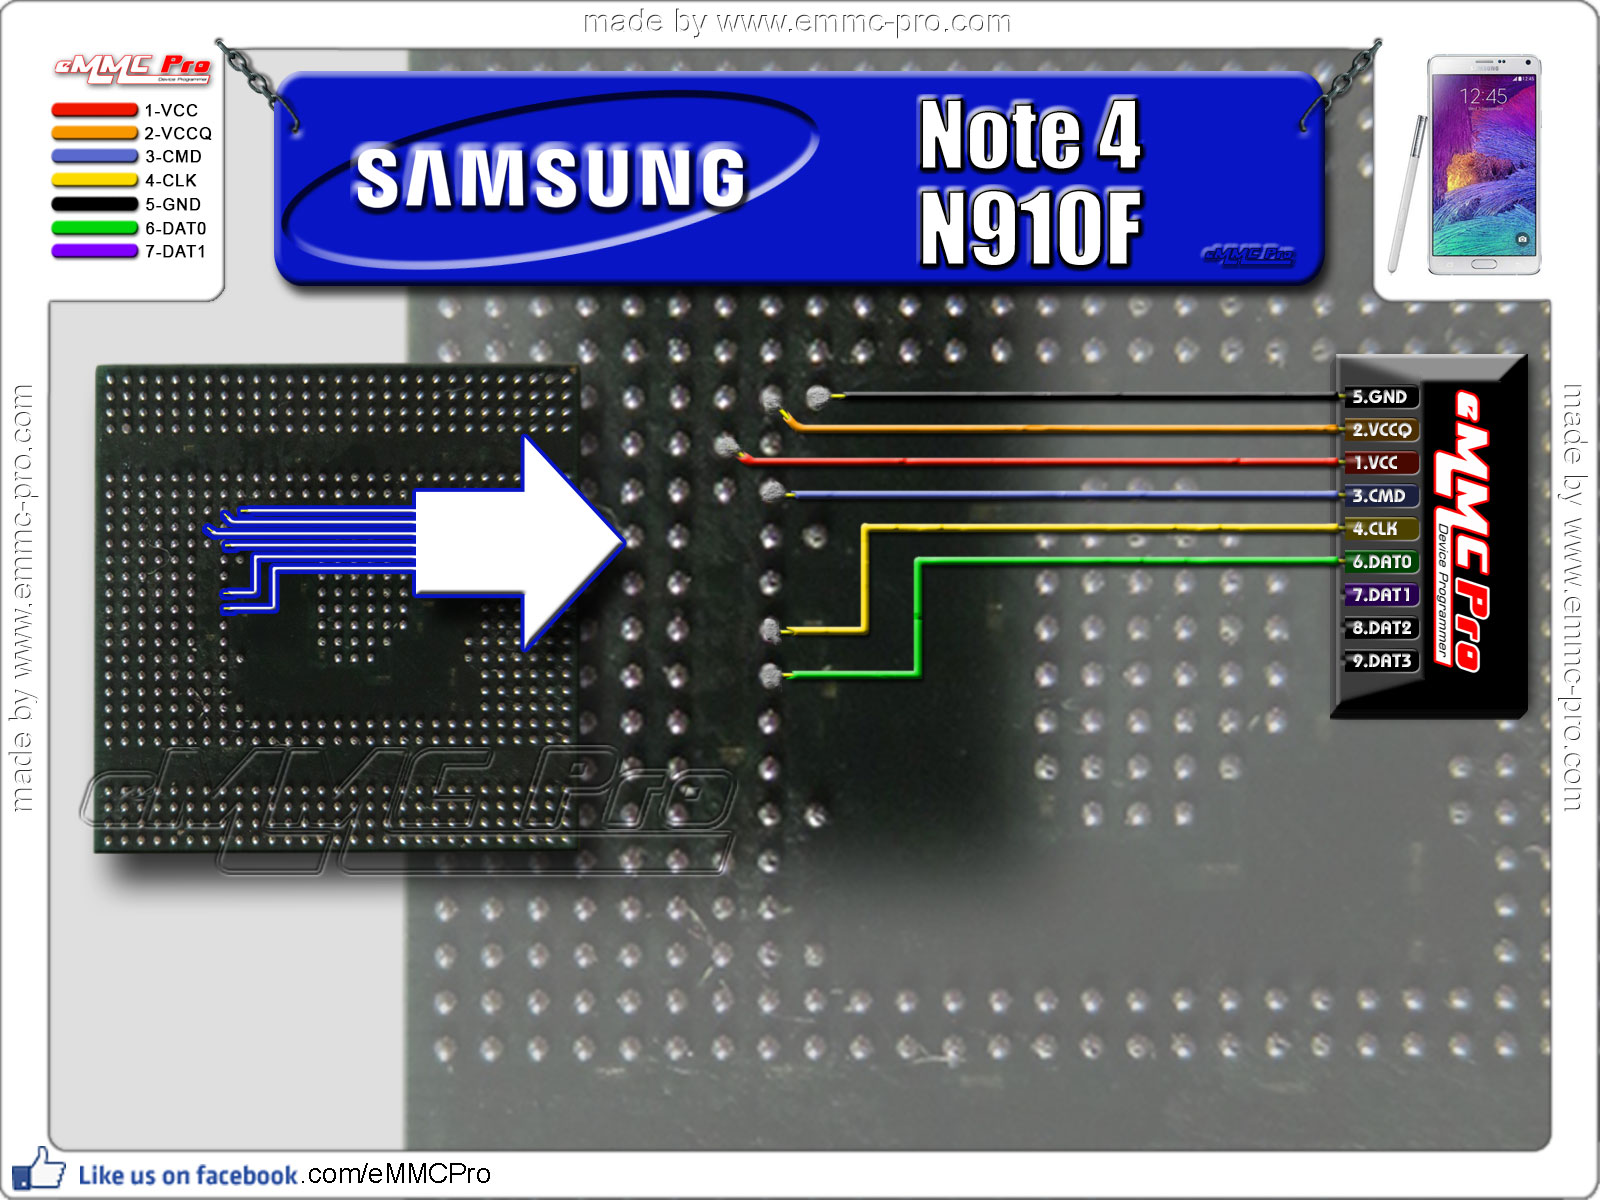 made by www.emmc-pro.com
eMMC Pro
Device Programmer
1-VCC
2-VCCQ
3-CMD
4-CLK
5-GND
6-DAT0
7-DAT1
SAMSUNG
Note 4
N910F
eMMC Pro
SAMSUNG
12:45
5.GND
2.VCCQ
1.VCC
3.CMD
4.CLK
6.DAT0
7.DAT1
8.DAT2
9.DAT3
eMMC Pro
Device Programmer
made by www.emmc-pro.com
made by www.emmc-pro.com
eMMC Pro
Like us on facebook.com/eMMCPro